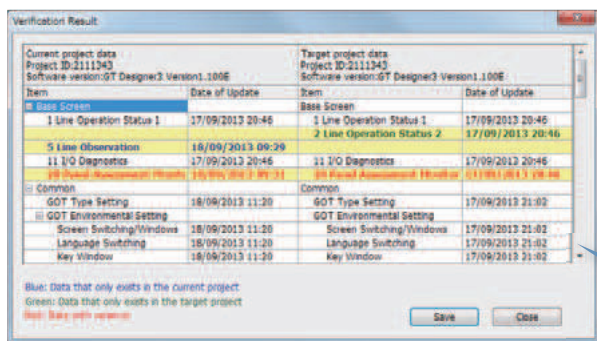 Verification Result
Current project data Target project data
Project ID:2111343 Project ID:2111343
Software version:GT Designer3 Version1.100E Software version:GT Designer3 Version1.100E
Item Date of Update Item Date of Update
Base Screen Base Screen
1 Line Operation Status 1 17/09/2013 20:46 1 Line Operation Status 1 17/09/2013 20:46
2 Line Operation Status 2 17/09/2013 20:46
5 Line Observation 18/09/2013 09:29
11 I/O Diagnostics 17/09/2013 20:46 11 I/O Diagnostics 17/09/2013 20:46
Common Common
GOT Type Setting 18/09/2013 11:20 GOT Type Setting 17/09/2013 21:02
GOT Environmental Setting GOT Environmental Setting
Screen Switching/Windows 18/09/2013 11:20 Screen Switching/Windows 17/09/2013 21:02
Language Switching 18/09/2013 11:20 Language Switching 17/09/2013 21:02
Key Window 18/09/2013 11:20 Key Window 17/09/2013 21:02
Blue: Data that only exists in the current project
Green: Data that only exists in the target project
Red: Data with
Save Close